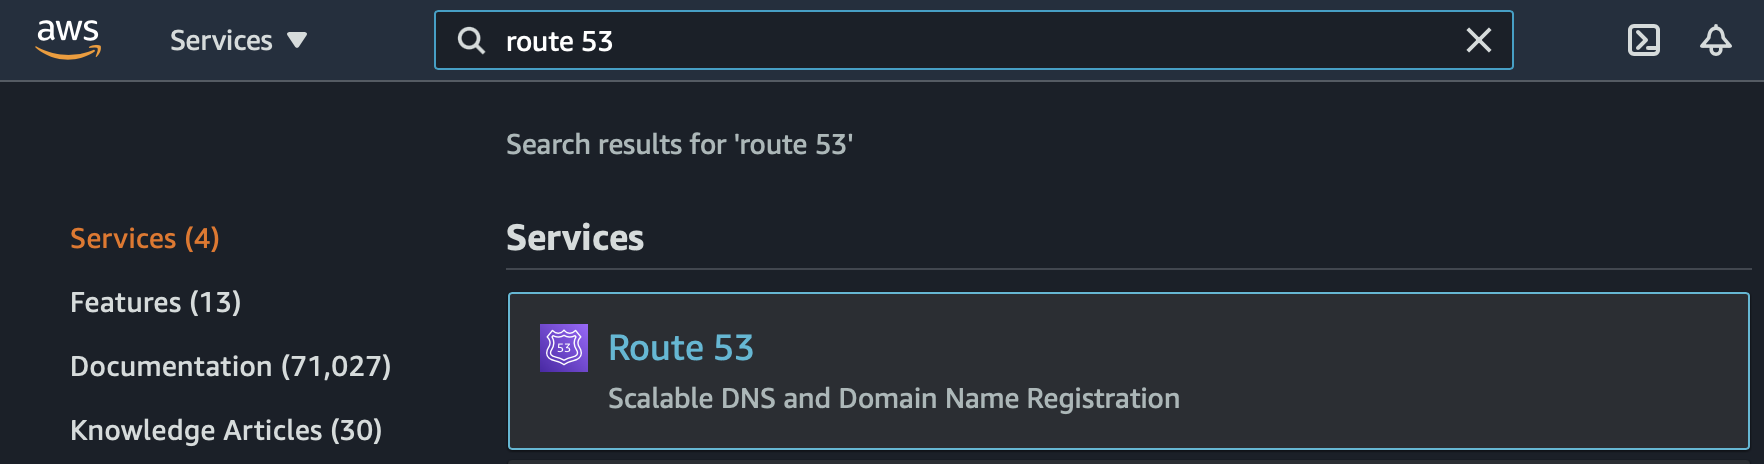 aws
Services
route 53
Search results for 'route 53'
Services (4)
Features (13)
Documentation (71,027)
Knowledge Articles (30)
Services
53
Route 53
Scalable DNS and Domain Name Registration